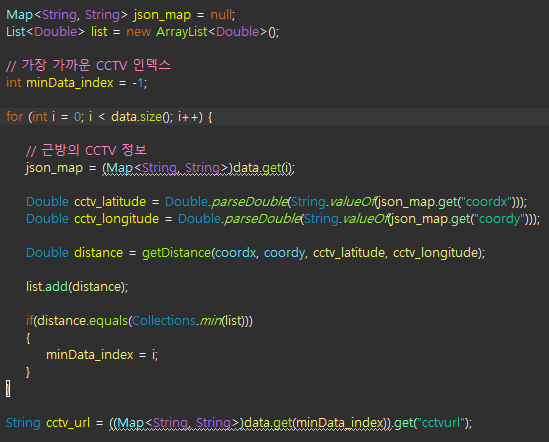 Map<String, String> json_map = null;
List<Double> list = new ArrayList<Double>();
// 가장 가까운 CCTV 인덱스
int minData_index = -1;
for (int i = 0; i < data.size(); i++) {
// 근방의 CCTV 정보
json_map = (Map<String, String>)data.get(i);
Double cctv_latitude = Double.parseDouble(String.valueOf(json_map.get("coordx")));
Double cctv_longitude = Double.parseDouble(String.valueOf(json_map.get("coordy")));
Double distance = getDistance(coordx, coordy, cctv_latitude, cctv_longitude);
list.add(distance);
if(distance.equals(Collections.min(list)))
{
minData_index = i;
}
}
String cctv_url = ((Map<String, String>)data.get(minData_index)).get("cctvurl");